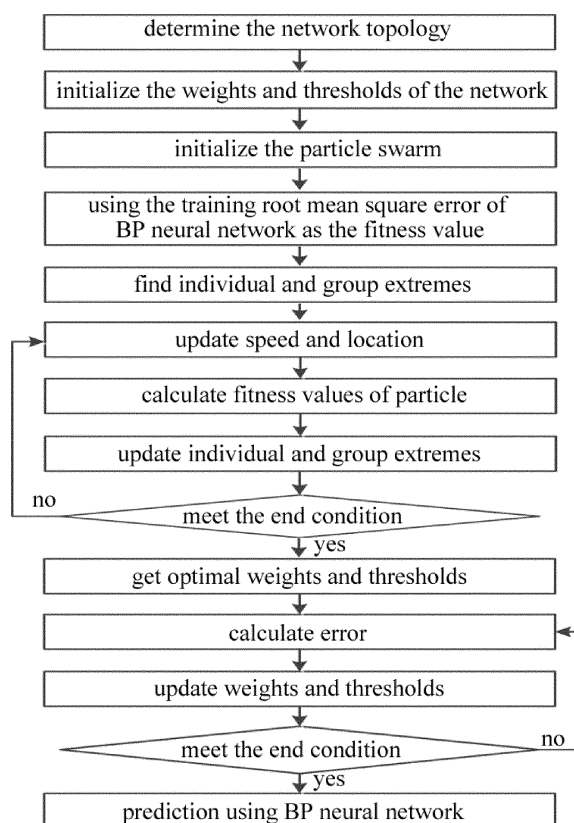 determine the network topology
initialize the weights and thresholds of the network
initialize the particle swarm
using the training root mean square error of
BP neural network as the fitness value
find individual and group extremes
update speed and location
calculate fitness values of particle
update individual and group extremes
no
meet the end condition
yes
get optimal weights and thresholds
calculate error
update weights and thresholds
meet the end condition
no
yes
prediction using BP neural network